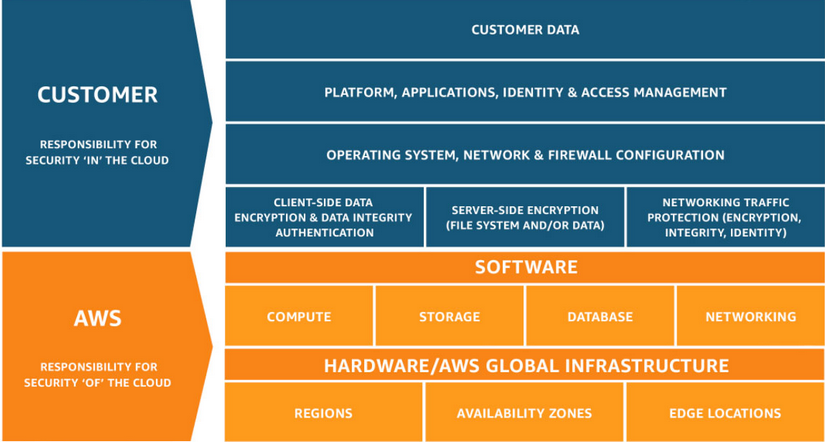 CUSTOMER
RESPONSIBILITY FOR
SECURITY ‘IN’ THE CLOUD
CUSTOMER DATA
PLATFORM, APPLICATIONS, IDENTITY & ACCESS MANAGEMENT
OPERATING SYSTEM, NETWORK & FIREWALL CONFIGURATION
CLIENT-SIDE DATA
ENCRYPTION & DATA INTEGRITY
AUTHENTICATION
SERVER-SIDE ENCRYPTION
(FILE SYSTEM AND/OR DATA)
NETWORKING TRAFFIC
PROTECTION (ENCRYPTION,
INTEGRITY, IDENTITY)
AWS
RESPONSIBILITY FOR
SECURITY ‘OF’ THE CLOUD
SOFTWARE
COMPUTE
STORAGE
DATABASE
NETWORKING
HARDWARE/AWS GLOBAL INFRASTRUCTURE
REGIONS
AVAILABILITY ZONES
EDGE LOCATIONS